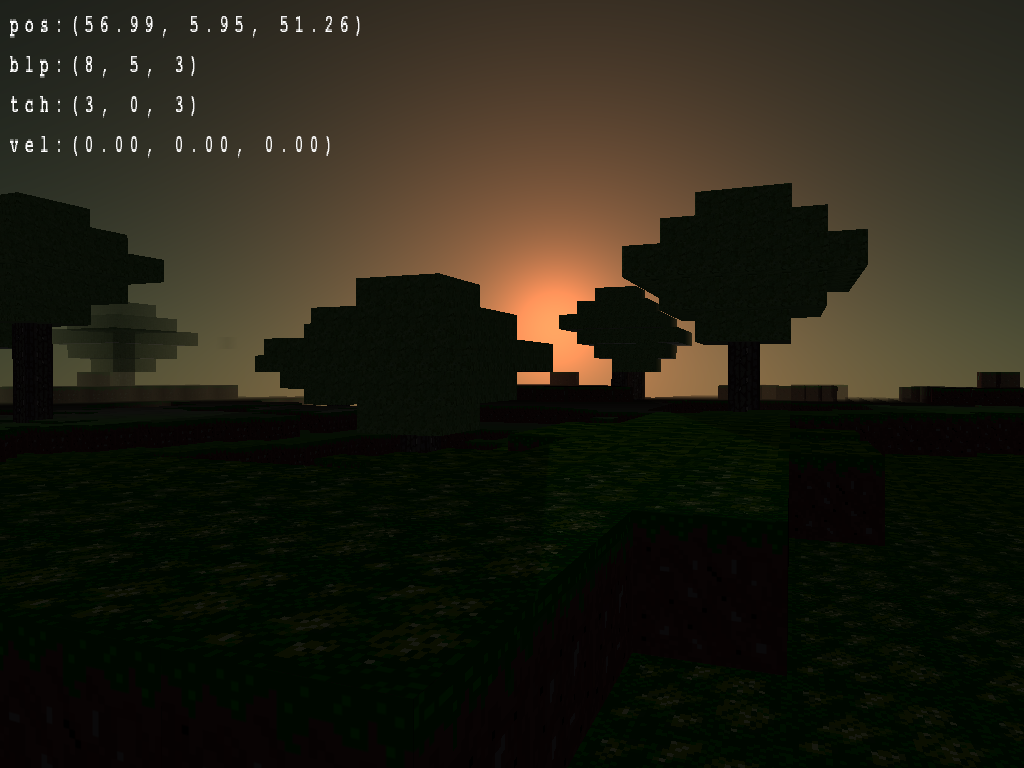 pos:(56.99, 5.95, 51.26)
blp:(8, 5, 3)
tch:(3, 0, 3)
vel:(0.00, 0.00, 0.00)